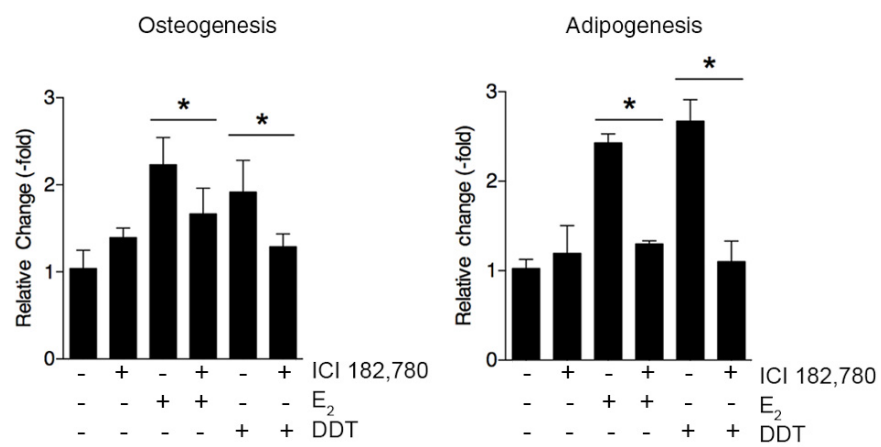 Osteogenesis
Relative Change (-fold)
3
2
1
0
* *
- + - + - + ICI 182,780
- - + + - - E₂
- - - - + + DDT
Adipogenesis
Relative change (-fold)
3
2
1
0
* *
- + - + - + ICI 182,780
- - + + - - E₂
- - - - + + DDT